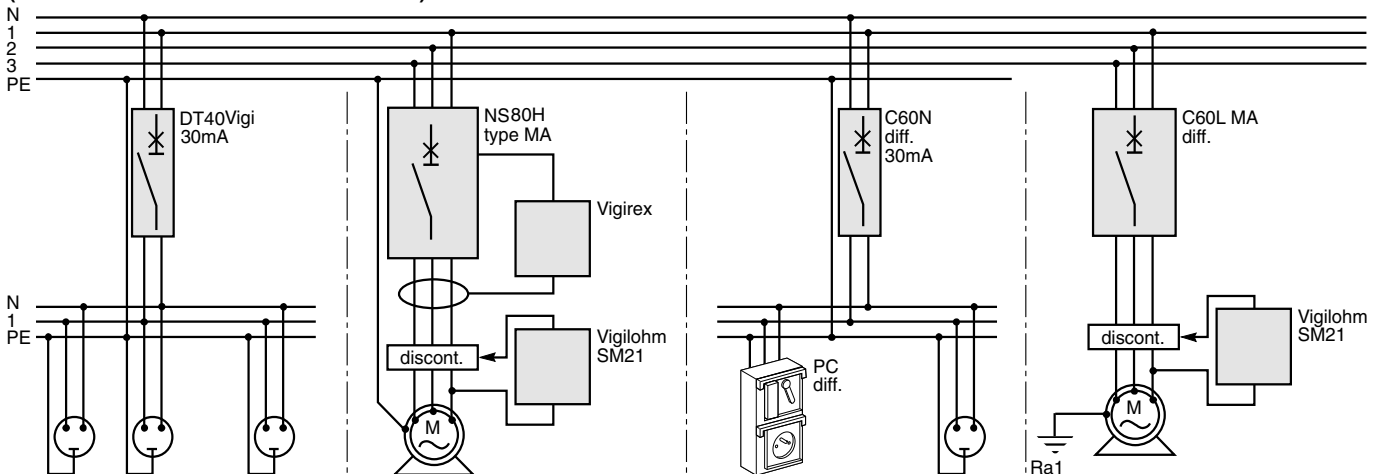 N
1
2
3
PE
DT40Vigi
30mA
NS80H
type MA
Vigirex
C60N
diff.
30mA
C60L MA
diff.
N
1
PE
discont.
Vigilohm
SM21
PC
diff.
discont.
Vigilohm
SM21
M
M
Ra1